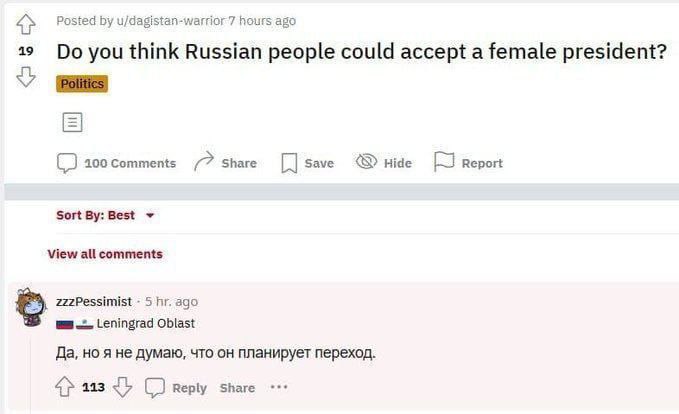 Posted by u/dagistan-warrior 7 hours ago
19
Do you think Russian people could accept a female president?
Politics
100 Comments Share Save Hide Report
Sort By: Best
View all comments
zzzPessimist · 5 hr. ago
Leningrad Oblast
Да, но я не думаю, что он планирует переход.
113 Reply Share ...